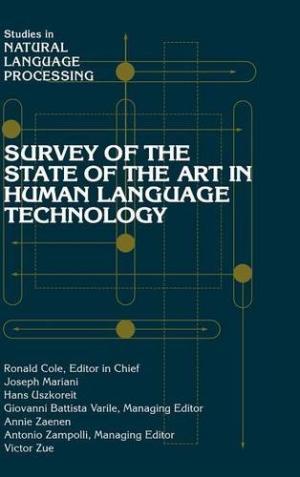 Studies in
NATURAL
LANGUAGE
PROCESSING
SURVEY OF THE
STATE OF THE ART IN
HUMAN LANGUAGE
TECHNOLOGY
Ronald Cole, Editor in Chief
Joseph Mariani
Hans Uszkoreit
Giovanni Battista Varile, Managing Editor
Annie Zaenen
Antonio Zampolli, Managing Editor
Victor Zue